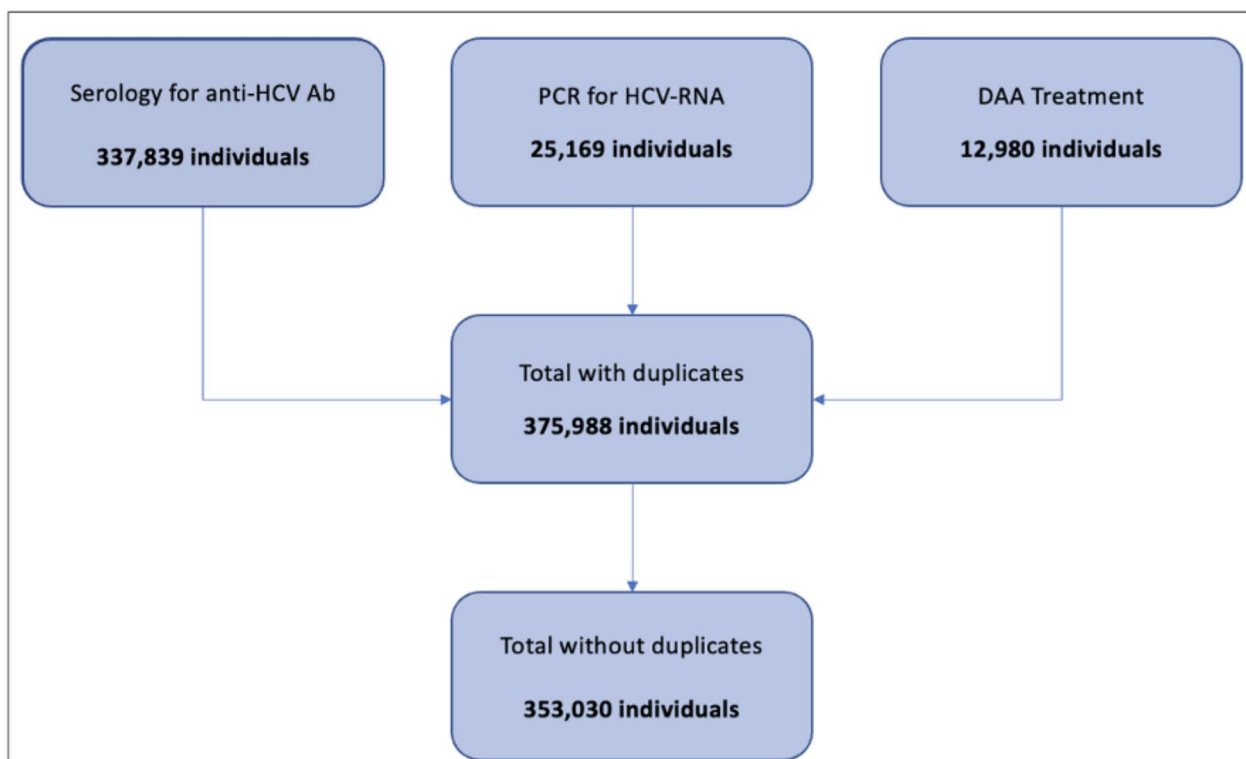 Serology for anti-HCV Ab
337,839 individuals
PCR for HCV-RNA
25,169 individuals
DAA Treatment
12,980 individuals
Total with duplicates
375,988 individuals
Total without duplicates
353,030 individuals